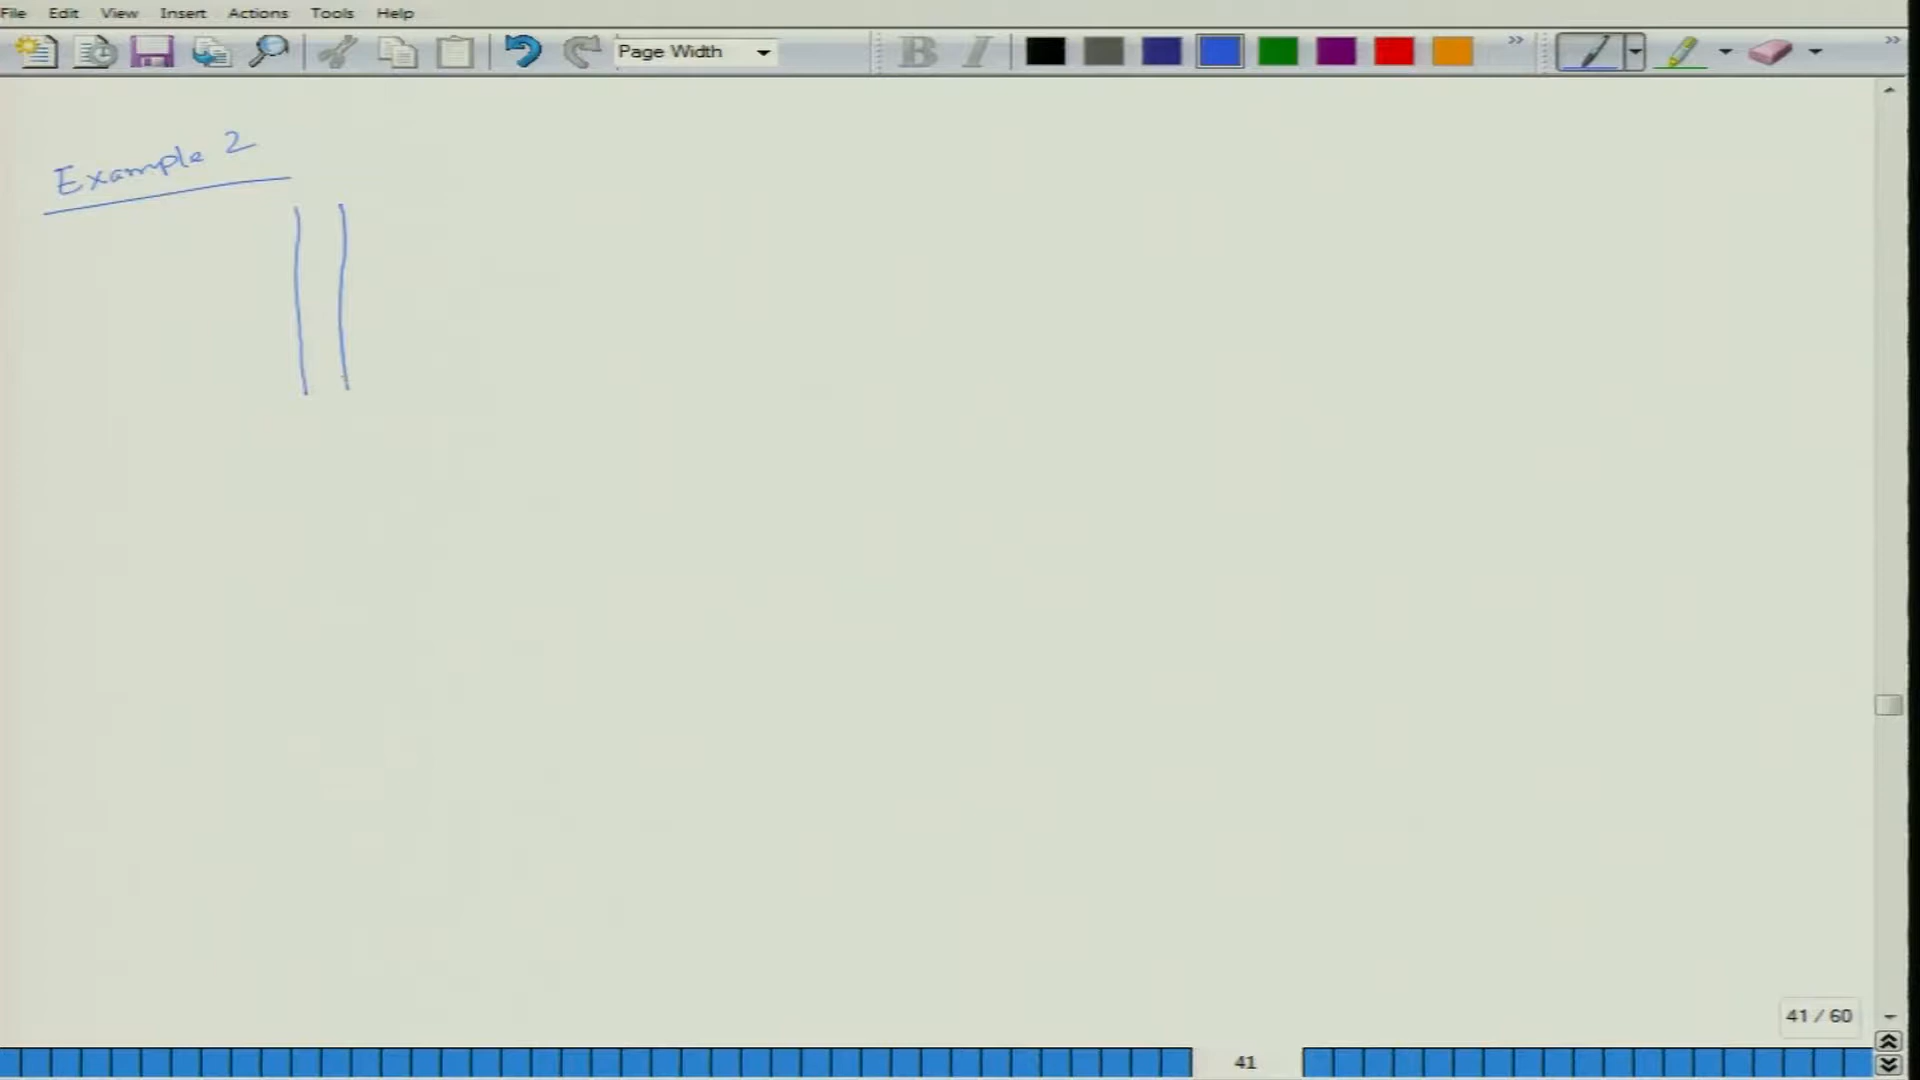 File Edit View Insert Actions Tools Help
Page Width B I
Example 2
41 / 60
41